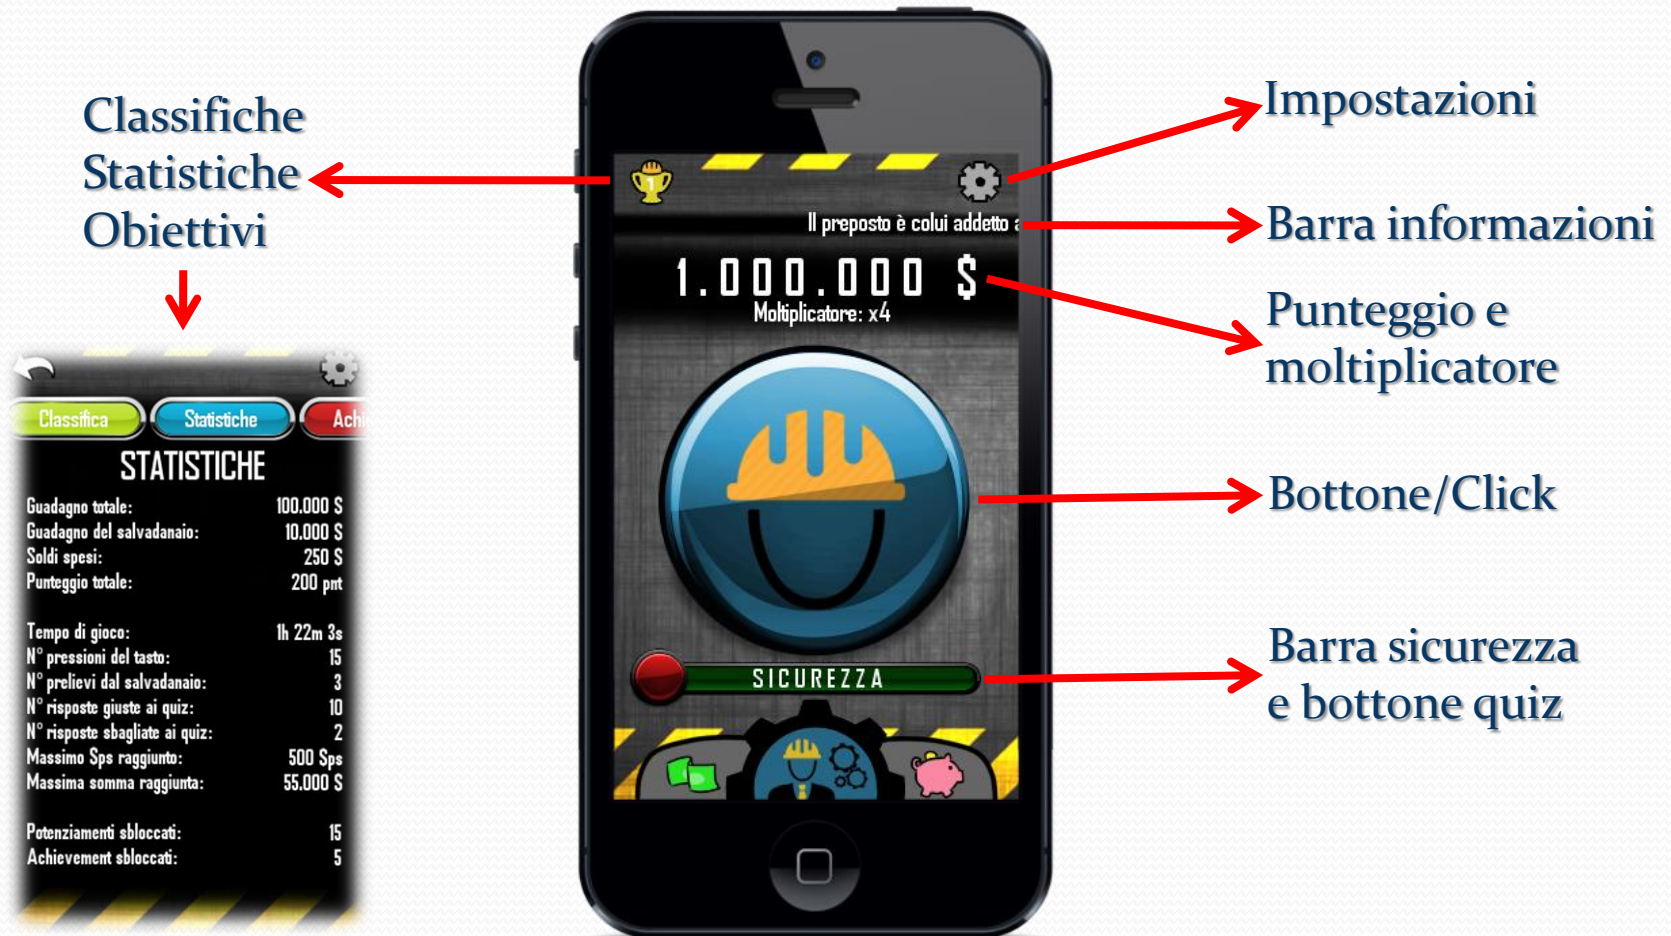 Classifiche
Statistiche
Obiettivi
Classifica
Statistiche
Achi
STATISTICHE
Guadagno totale: 100.000 $
Guadagno del salvadanaio: 10.000 $
Soldi spesi: 250 $
Punteggio totale: 200 pnt
Tempo di gioco: 1h 22m 3s
N° pressioni del tasto: 15
N° prelievi dal salvadanaio: 3
N° risposte giuste ai quiz: 10
N° risposte sbagliate ai quiz: 2
Massimo Sps raggiunto: 500 Sps
Massima somma raggiunta: 55.000 $
Potenziamenti sbloccati: 15
Achievement sbloccati: 5
1
Il preposto è colui addetto a
1.000.000 $
Moltiplicatore: x4
SICUREZZA
Impostazioni
Barra informazioni
Punteggio e
moltiplicatore
Bottone/Click
Barra sicurezza
e bottone quiz